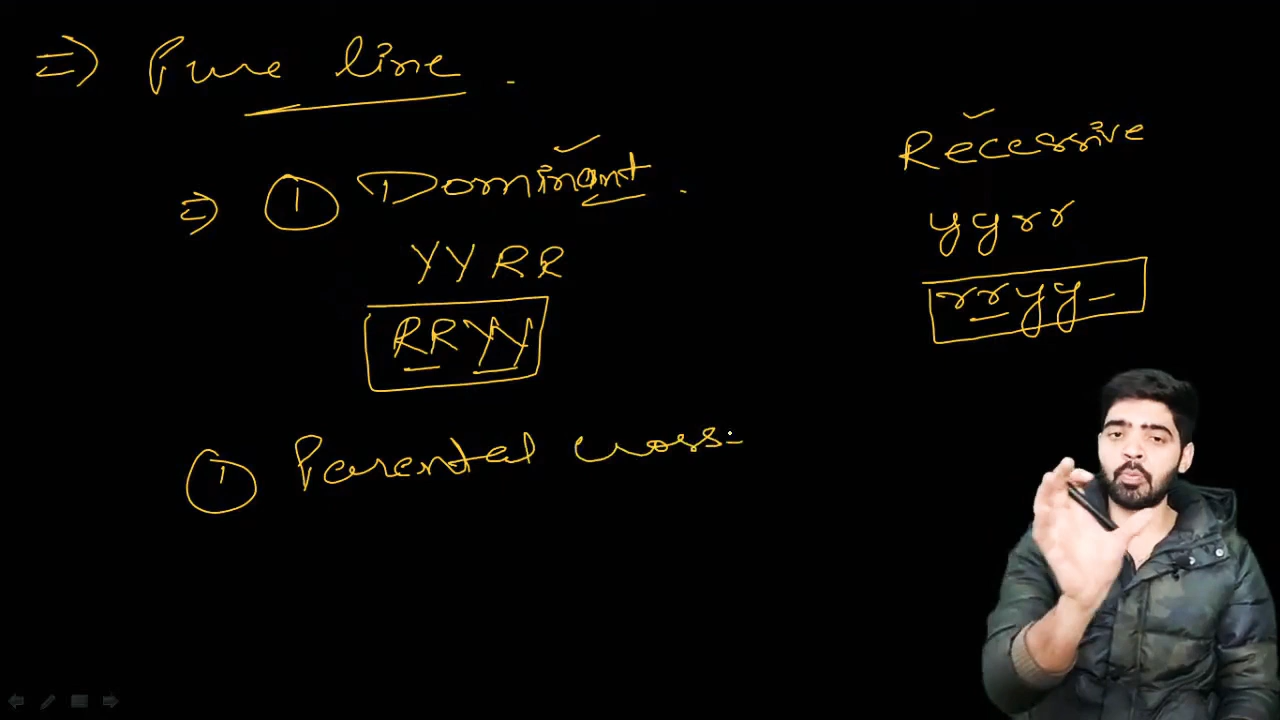 ⇒ Pure line .
⇒ ① Dominant .
YYRR
RRYY
Recessive
yyrr
rryy
① Parental cross:-